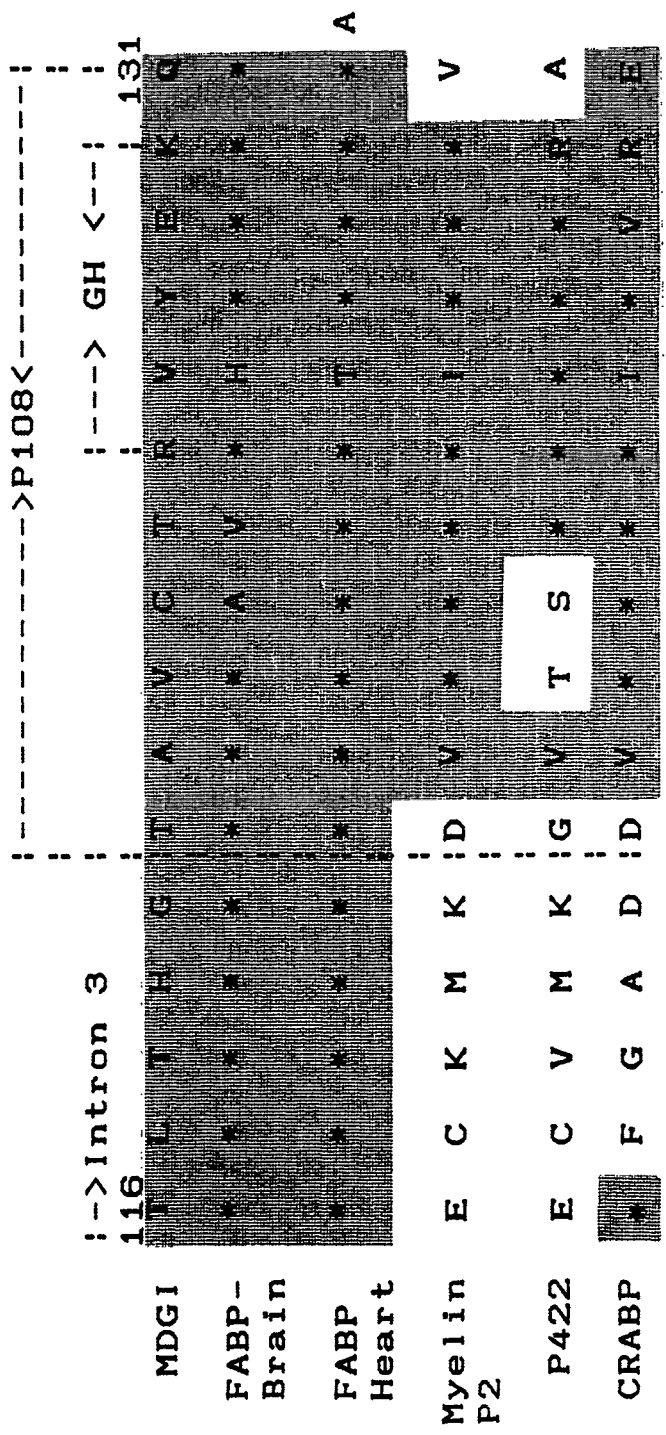 ------------->P108<-------------
:->Intron 3 :---> GH <---:
116 131
MDGI T L T H G T A V C T R V Y E K Q
FABP- * * * * * * * * A V * H * * * *
Brain
FABP * * * * * * * * * * * T * * * * A
Heart
Myelin E C K M K D V * * * * I * * * V
P2
P422 E C V M K G V T S * * * * * R A
CRABP * F G A D D V * * * * I * V R E